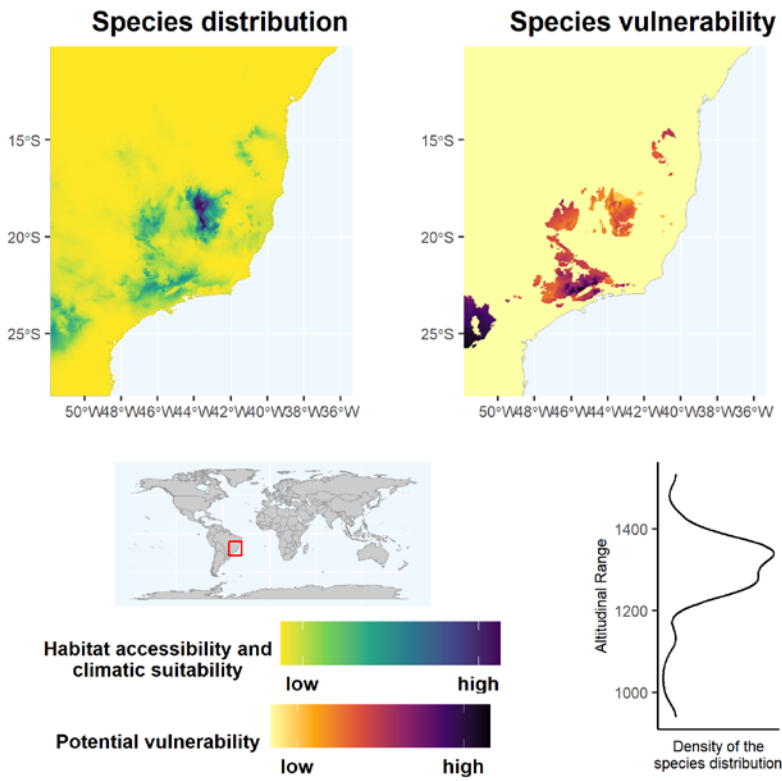 Species distribution
Species vulnerability
15°S
20°S
25°S
50°W48°W46°W44°W42°W40°W38°W36°W
15°S
20°S
25°S
50°W48°W46°W44°W42°W40°W38°W36°W
Habitat accessibility and
climatic suitability
low high
Potential vulnerability
low high
Altitudinal Range
1400
1200
1000
Density of the
species distribution